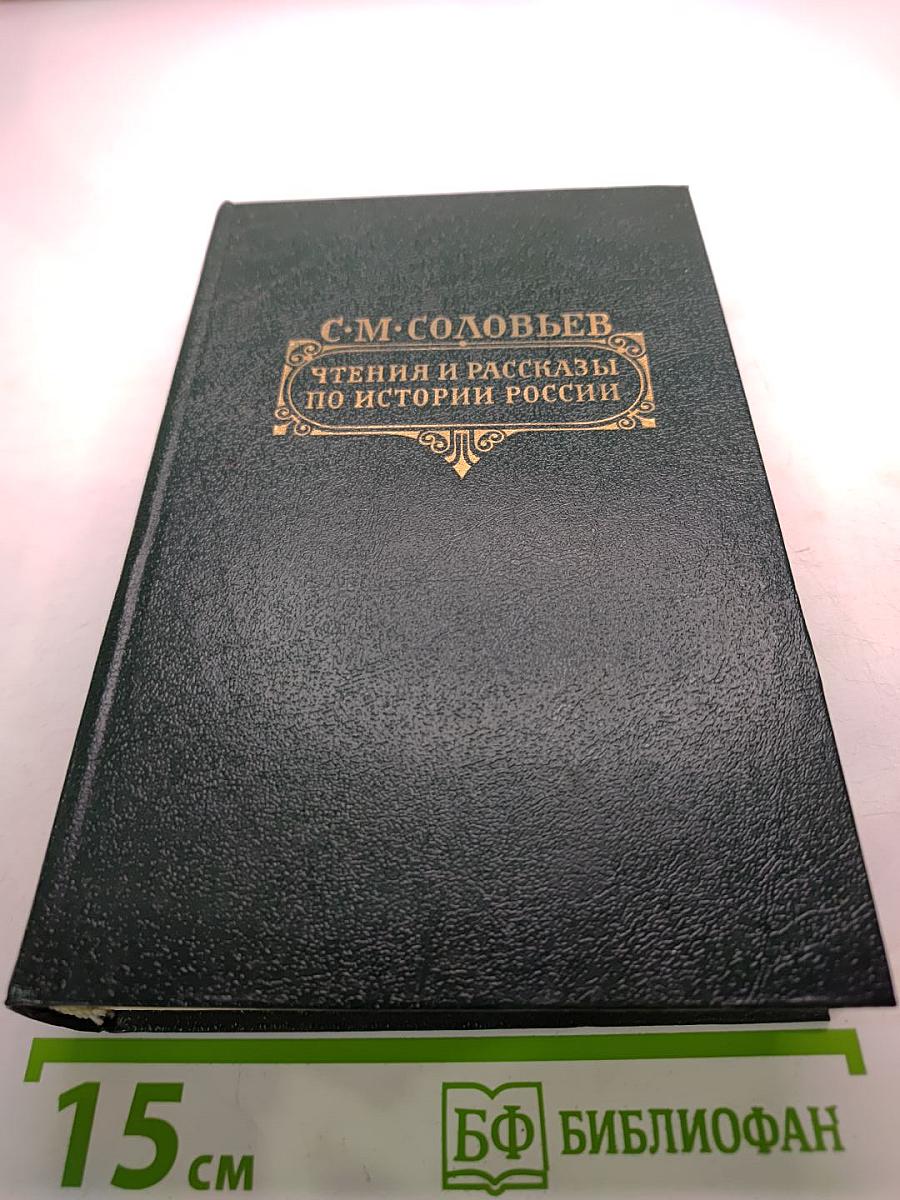 С·М·СОЛОВЬЕВ
ЧТЕНИЯ И РАССКАЗЫ
ПО ИСТОРИИ РОССИИ
15 см
БФ БИБЛИОФАН